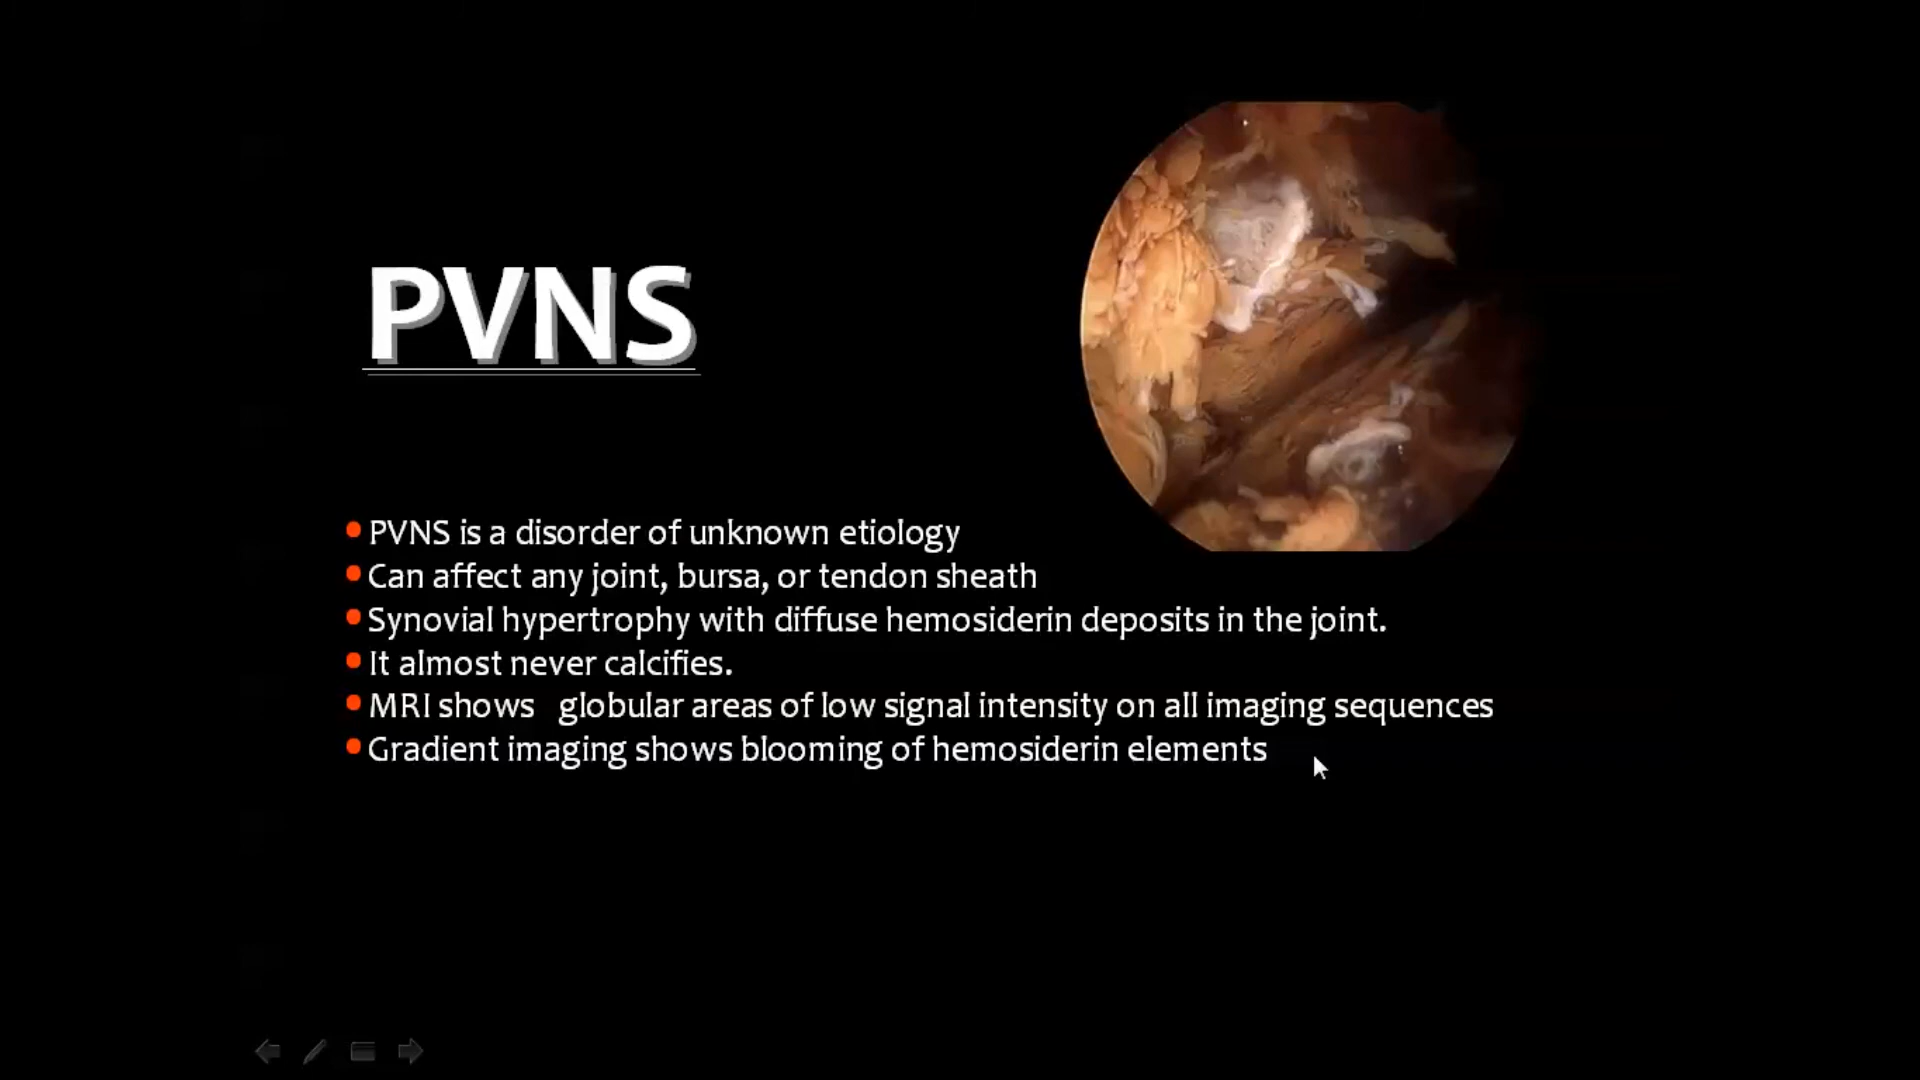 PVNS
• PVNS is a disorder of unknown etiology
• Can affect any joint, bursa, or tendon sheath
• Synovial hypertrophy with diffuse hemosiderin deposits in the joint.
• It almost never calcifies.
• MRI shows   globular areas of low signal intensity on all imaging sequences
• Gradient imaging shows blooming of hemosiderin elements